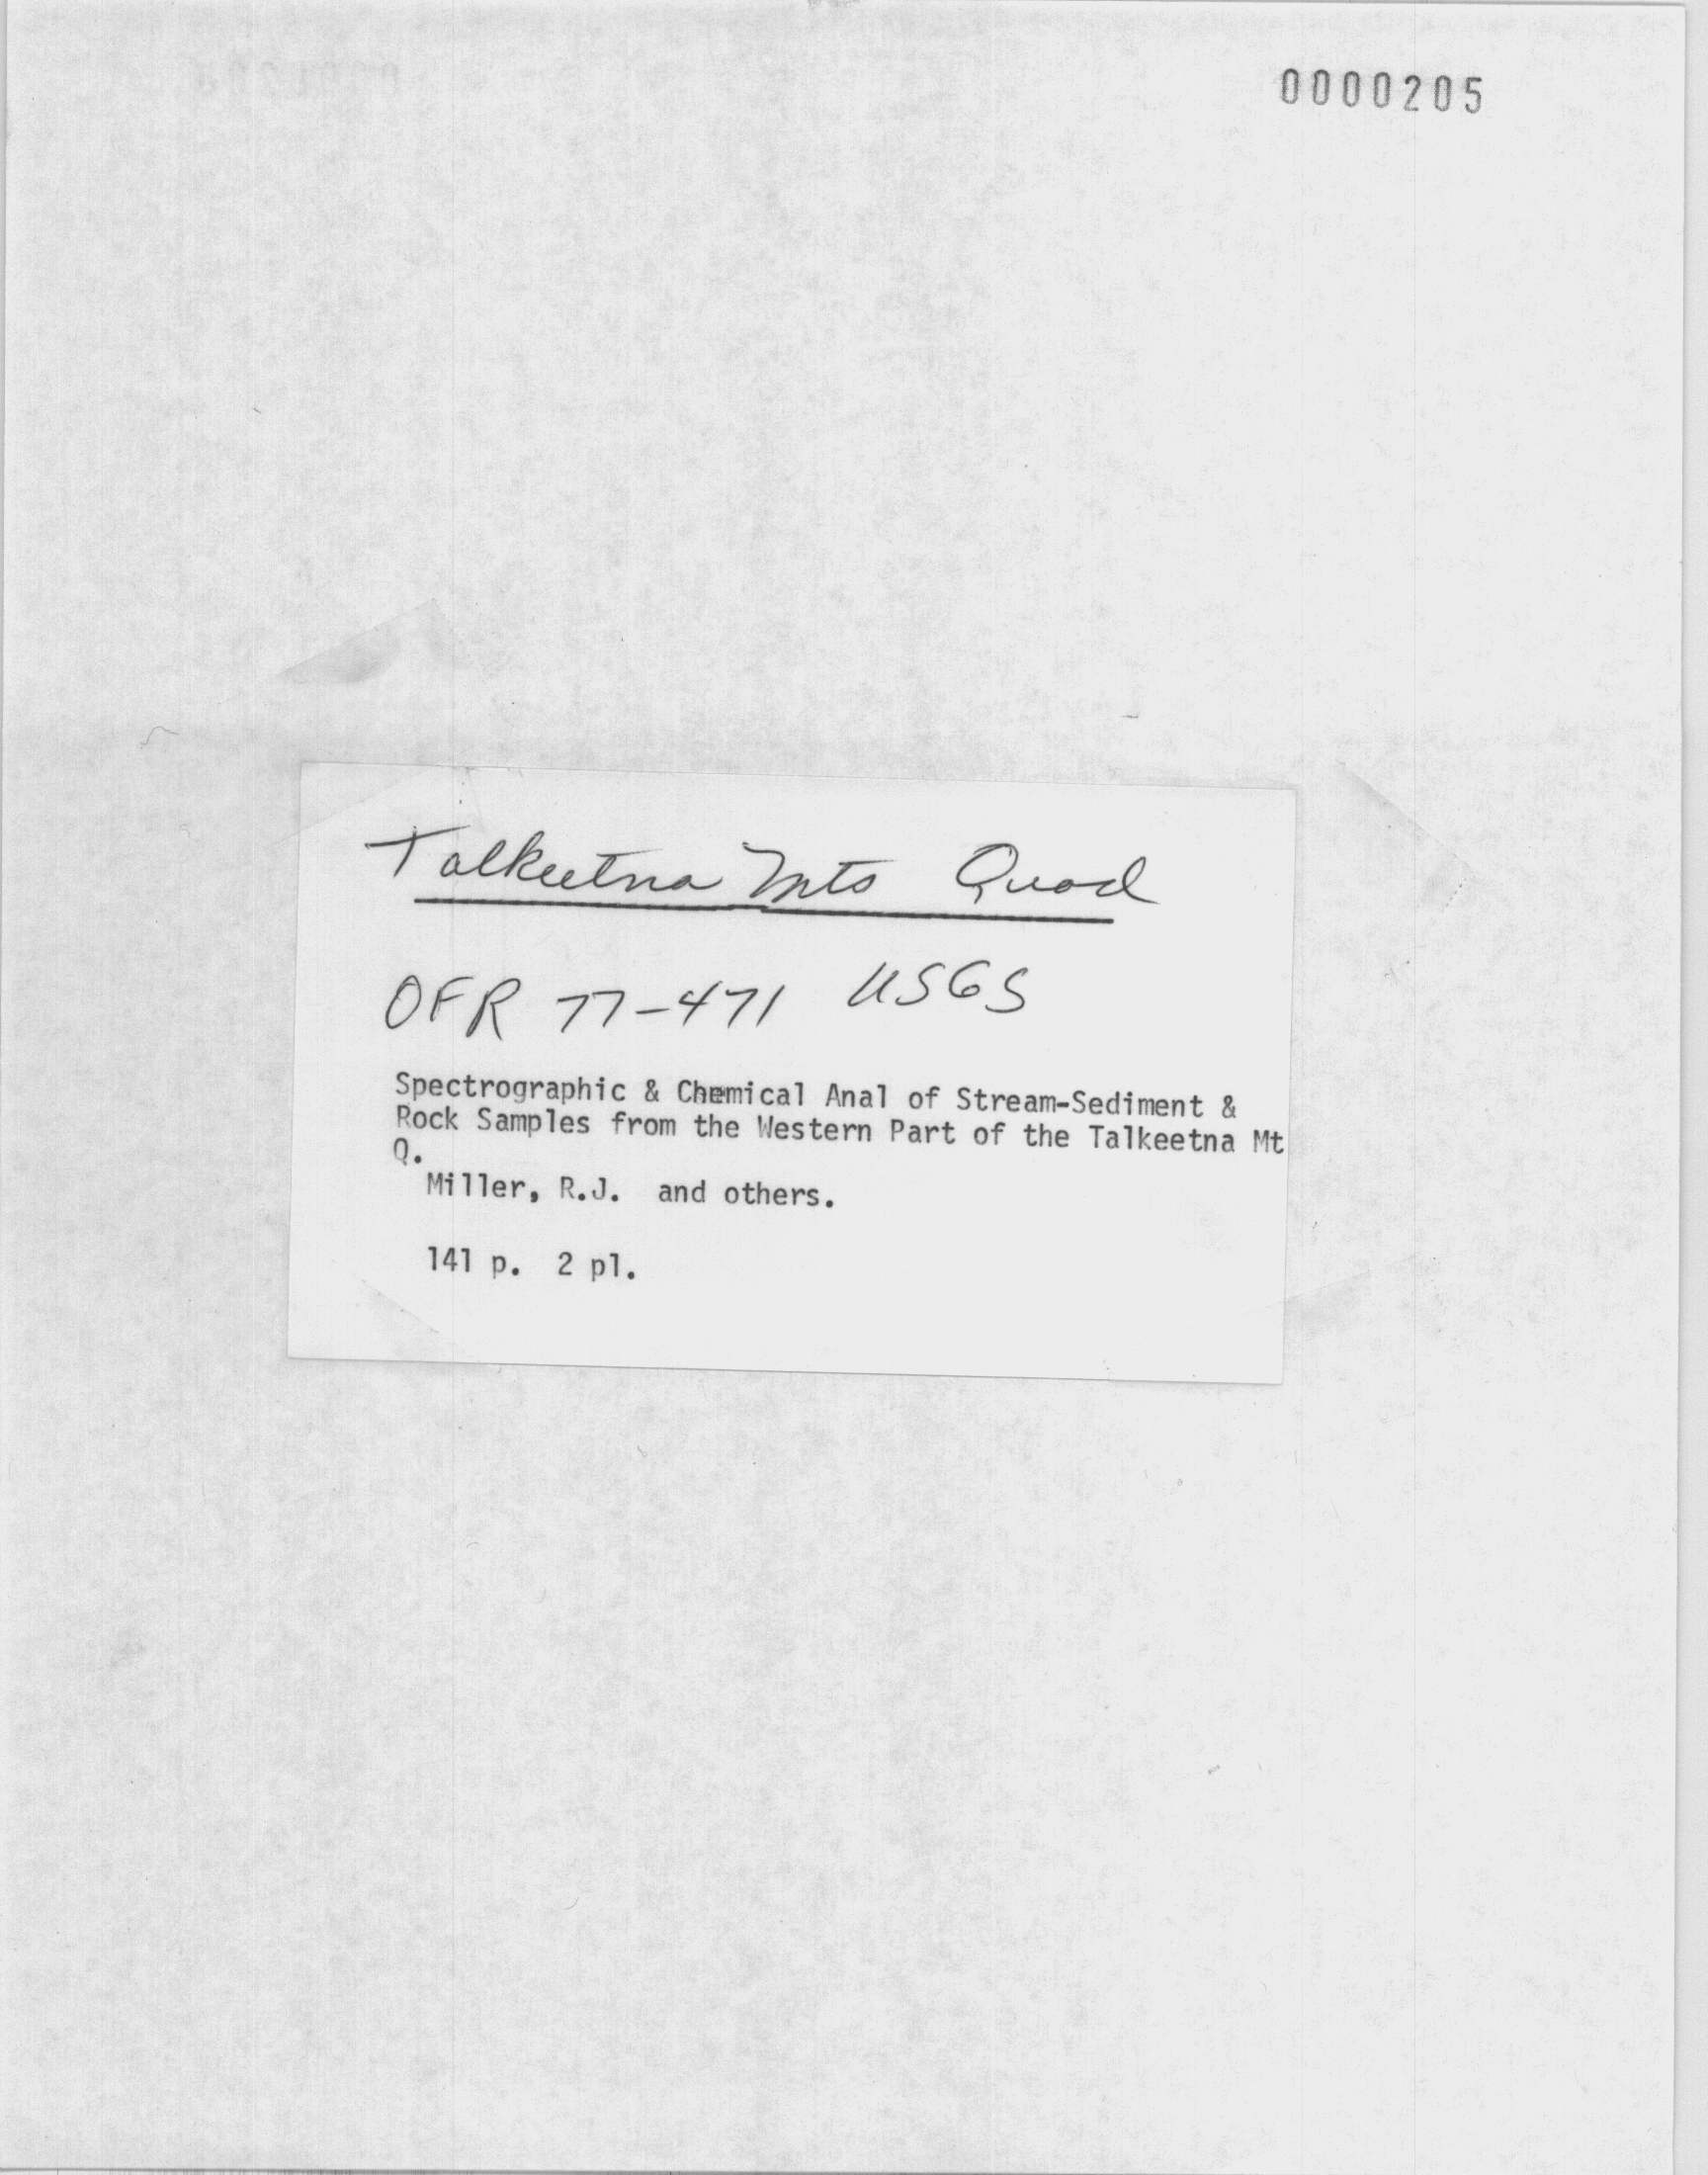 0000205
Talkeetna Mts Quad
OFR 77-471 USGS
Spectrographic & Chemical Anal of Stream-Sediment &
Rock Samples from the Western Part of the Talkeetna Mt
Q.
Miller, R.J. and others.
141 p. 2 pl.